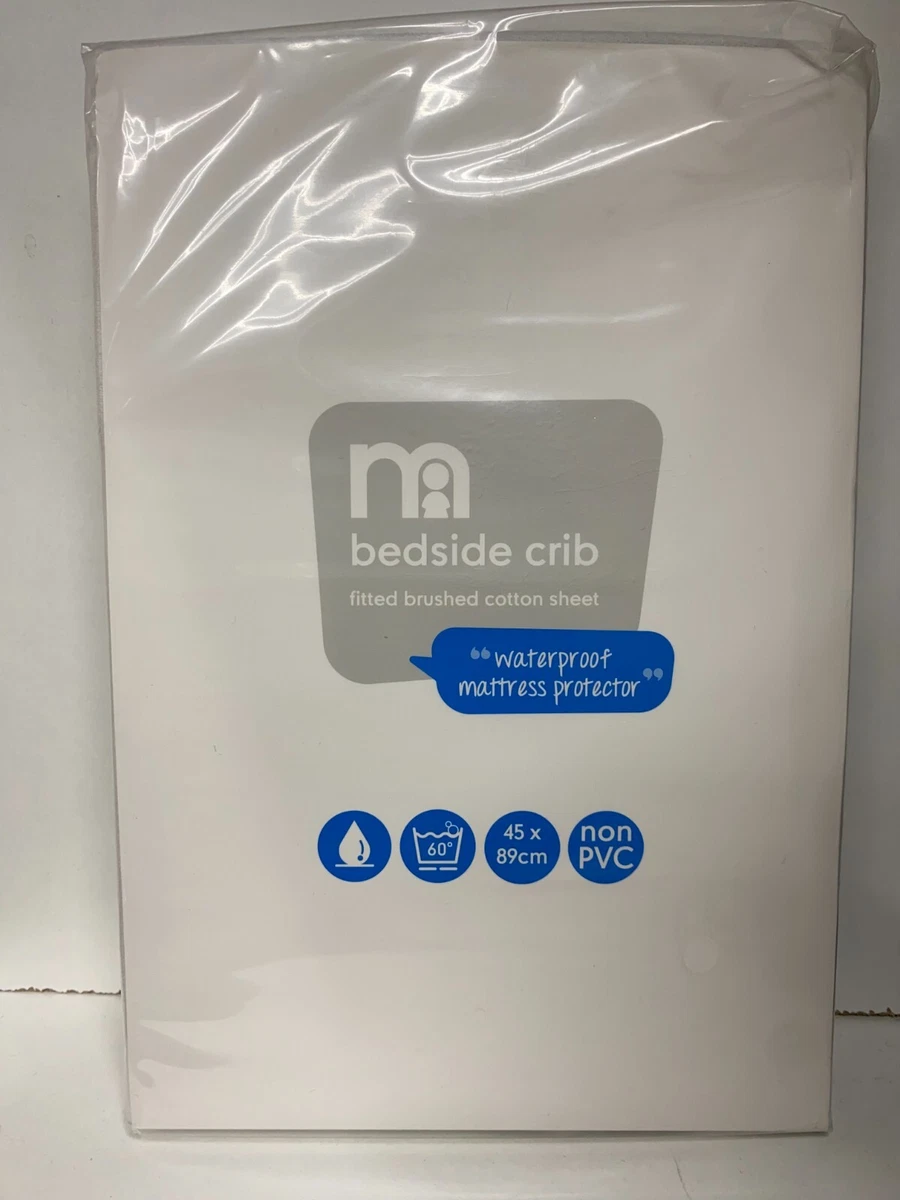 m
bedside crib
fitted brushed cotton sheet
“waterproof
mattress protector”
60°
45 x
89cm
non
PVC